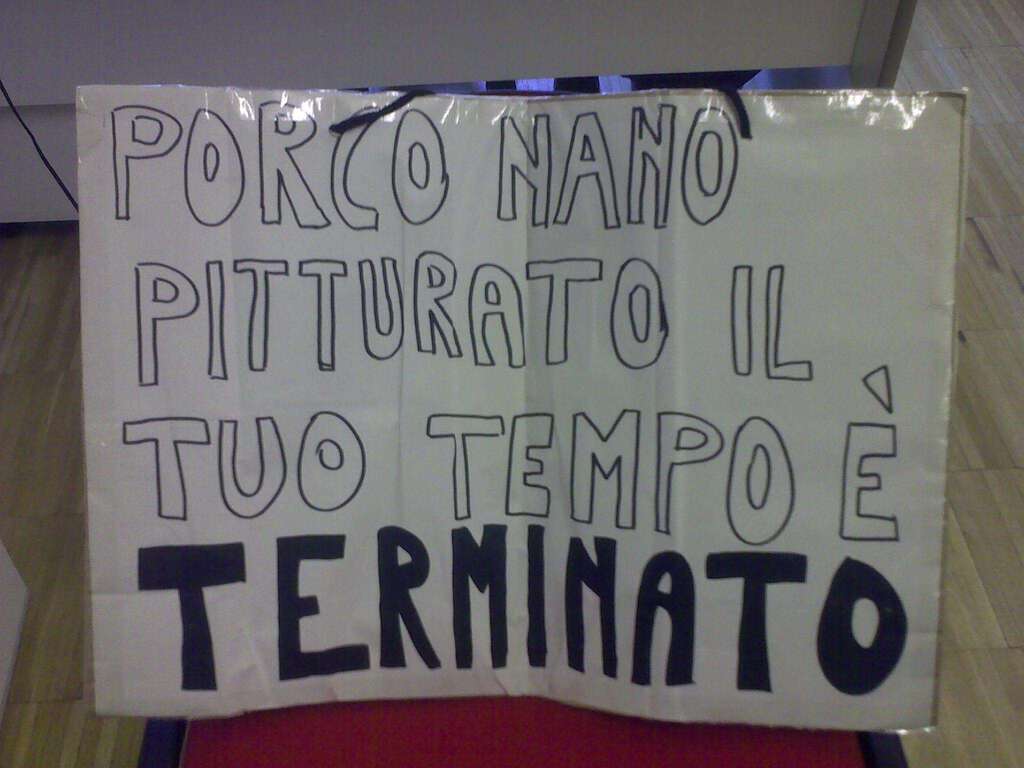 PORCO NANO
PITTURATO IL
TUO TEMPO È
TERMINATO